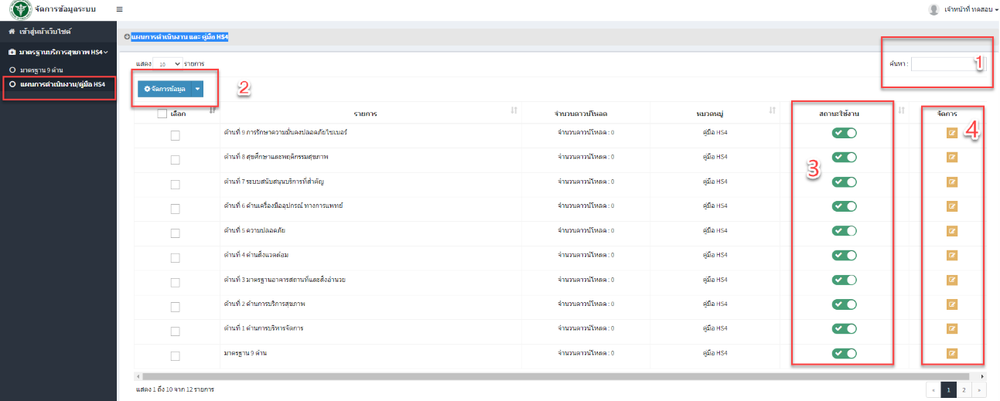 จัดการข้อมูลระบบ
เจ้าหน้าที่ ทดสอบ
เข้าสู่หน้าเว็บไซต์
มาตรฐานบริการสุขภาพ HS4
มาตรฐาน 9 ด้าน
แผนการดำเนินงาน/คู่มือ HS4
แผนการดำเนินงาน และ คู่มือ HS4
แสดง 10 รายการ
ค้นหา :
1
จัดการข้อมูล
2
เลือก รายการ จำนวนดาวน์โหลด หมวดหมู่ สถานะใช้งาน จัดการ
ด้านที่ 9 การรักษาความมั่นคงปลอดภัยไซเบอร์ จำนวนดาวน์โหลด : 0 คู่มือ HS4
4
ด้านที่ 8 สุขศึกษาและพฤติกรรมสุขภาพ จำนวนดาวน์โหลด : 0 คู่มือ HS4
3
ด้านที่ 7 ระบบสนับสนุนบริการที่สำคัญ จำนวนดาวน์โหลด : 0 คู่มือ HS4
ด้านที่ 6 ด้านเครื่องมืออุปกรณ์ ทางการแพทย์ จำนวนดาวน์โหลด : 0 คู่มือ HS4
ด้านที่ 5 ความปลอดภัย จำนวนดาวน์โหลด : 0 คู่มือ HS4
ด้านที่ 4 ด้านสิ่งแวดล้อม จำนวนดาวน์โหลด : 0 คู่มือ HS4
ด้านที่ 3 มาตรฐานอาคารสถานที่และสิ่งอำนวย จำนวนดาวน์โหลด : 0 คู่มือ HS4
ด้านที่ 2 ด้านการบริการสุขภาพ จำนวนดาวน์โหลด : 0 คู่มือ HS4
ด้านที่ 1 ด้านการบริหารจัดการ จำนวนดาวน์โหลด : 0 คู่มือ HS4
มาตรฐาน 9 ด้าน จำนวนดาวน์โหลด : 0 คู่มือ HS4
แสดง 1 ถึง 10 จาก 12 รายการ
« 1 2 »